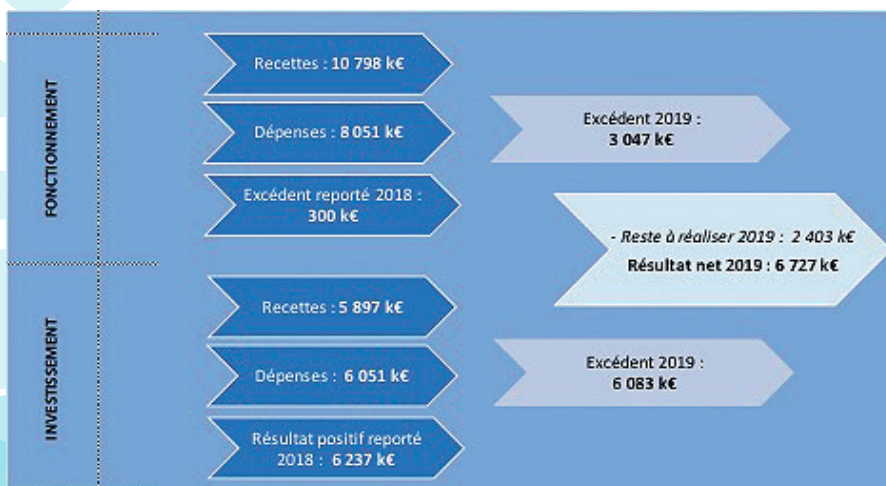 FONCTIONNEMENT
Recettes : 10 798 k€
Dépenses : 8 051 k€
Excédent reporté 2018 :
300 k€
Excédent 2019 :
3 047 k€
- Reste à réaliser 2019 : 2 403 k€
Résultat net 2019 : 6 727 k€
INVESTISSEMENT
Recettes : 5 897 k€
Dépenses : 6 051 k€
Résultat positif reporté
2018 : 6 237 k€
Excédent 2019 :
6 083 k€